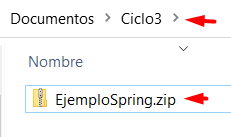 Documentos > Ciclo3 >
Nombre
EjemploSpring.zip